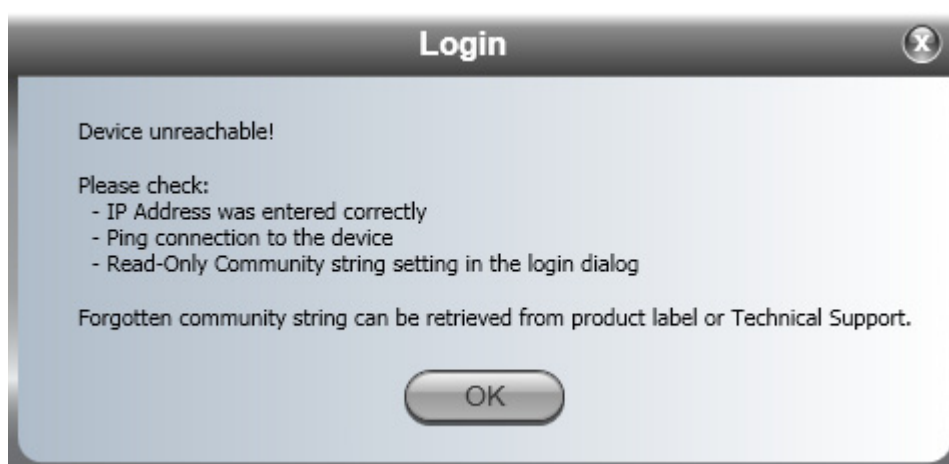 Login
X
Device unreachable!
Please check:
- IP Address was entered correctly
- Ping connection to the device
- Read-Only Community string setting in the login dialog
Forgotten community string can be retrieved from product label or Technical Support.
OK